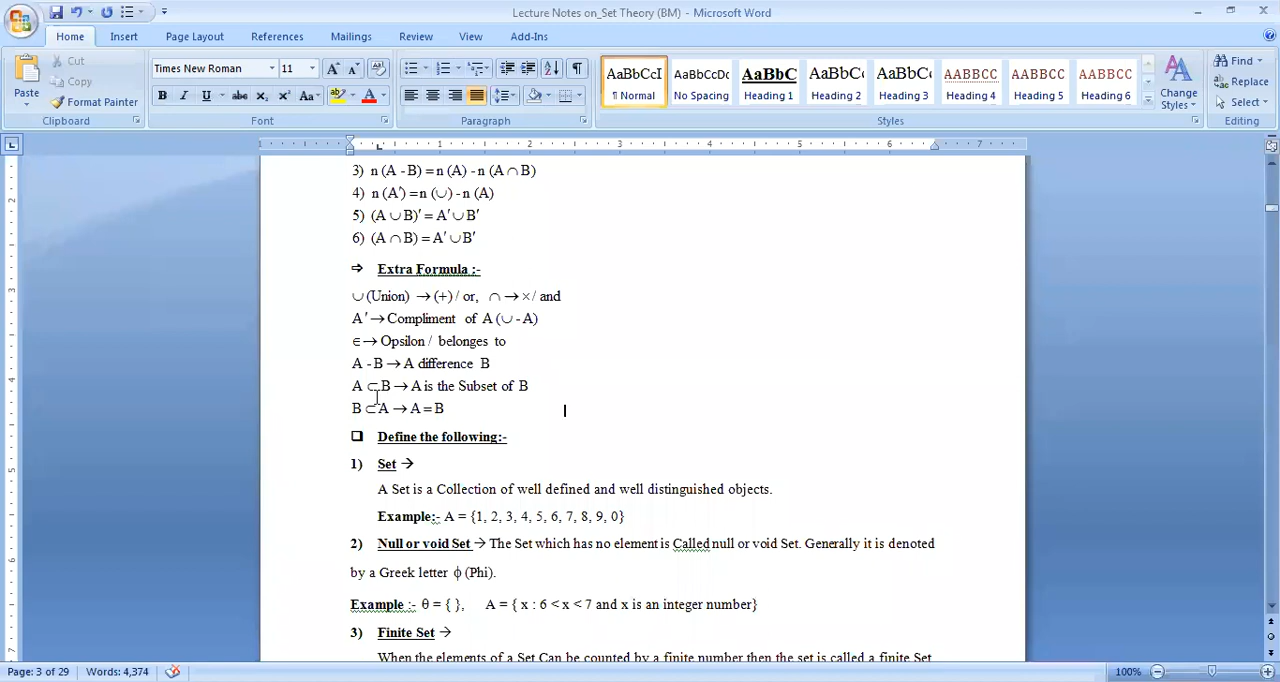 Lecture Notes on_Set Theory (BM) - Microsoft Word
Home Insert Page Layout References Mailings Review View Add-Ins
Paste Cut Copy Format Painter Clipboard
Times New Roman 11 Font
Paragraph
AaBbCcI AaBbCcDc AaBbC AaBbCc AaBbCc AABBCC AABBCC AABBCC
¶ Normal No Spacing Heading 1 Heading 2 Heading 3 Heading 4 Heading 5 Heading 6
Styles
Change Styles
Find Replace Select Editing
3) n (A - B) = n (A) - n (A ∩ B)
4) n (A′) = n (∪) - n (A)
5) (A ∪ B)′ = A′ ∪ B′
6) (A ∩ B) = A′ ∪ B′
⇒ Extra Formula :-
∪ (Union) → (+) / or, ∩ → × / and
A ′ → Compliment of A (∪ - A)
∈ → Opsilon / belongs to
A - B → A difference B
A ⊂ B → A is the Subset of B
B ⊂ A → A = B
❑ Define the following:-
1) Set →
A Set is a Collection of well defined and well distinguished objects.
Example:- A = {1, 2, 3, 4, 5, 6, 7, 8, 9, 0}
2) Null or void Set → The Set which has no element is Called null or void Set. Generally it is denoted
by a Greek letter ϕ (Phi).
Example :- θ = { }, A = { x : 6 < x < 7 and x is an integer number}
3) Finite Set →
When the elements of a Set Can be counted by a finite number then the set is called a finite Set
Page: 3 of 29 Words: 4,374 100%